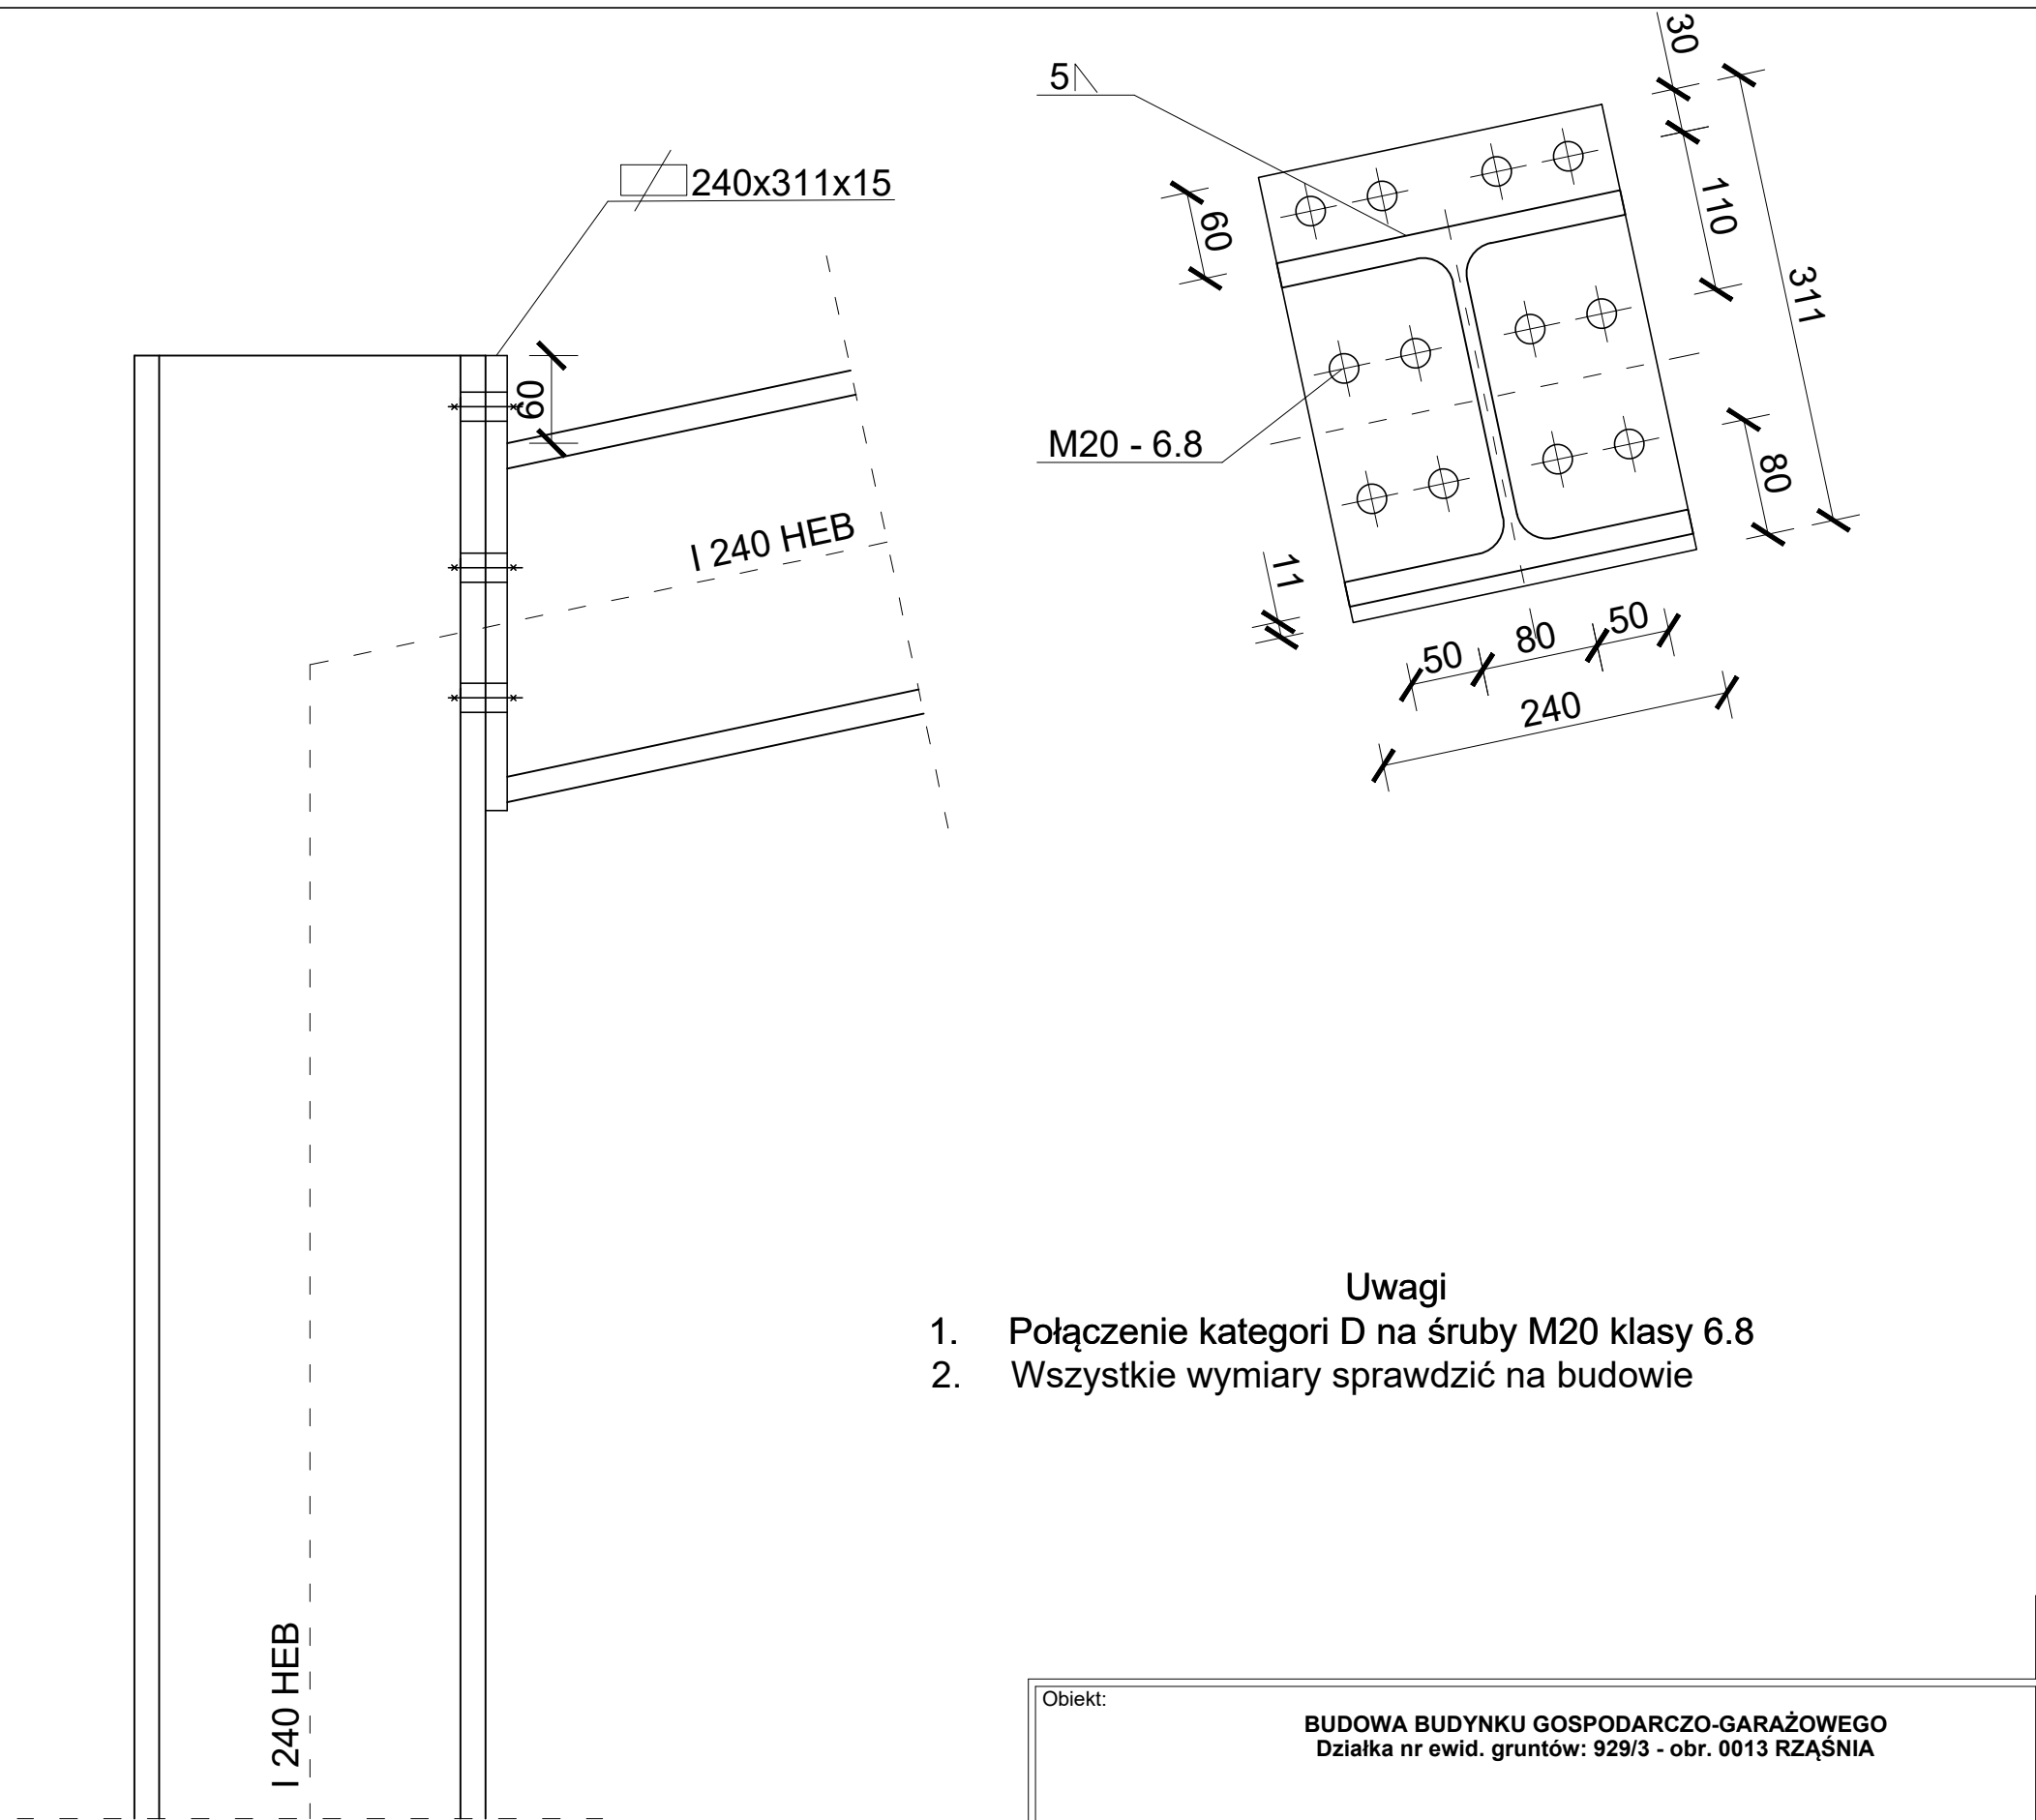 30
5
240x311x15
60
110
311
60
M20 - 6.8
80
I 240 HEB
11
50
80
50
240
Uwagi
1. Połączenie kategori D na śruby M20 klasy 6.8
2. Wszystkie wymiary sprawdzić na budowie
I 240 HEB
Obiekt:
BUDOWA BUDYNKU GOSPODARCZO-GARAŻOWEGO
Działka nr ewid. gruntów: 929/3 - obr. 0013 RZĄŚNIA